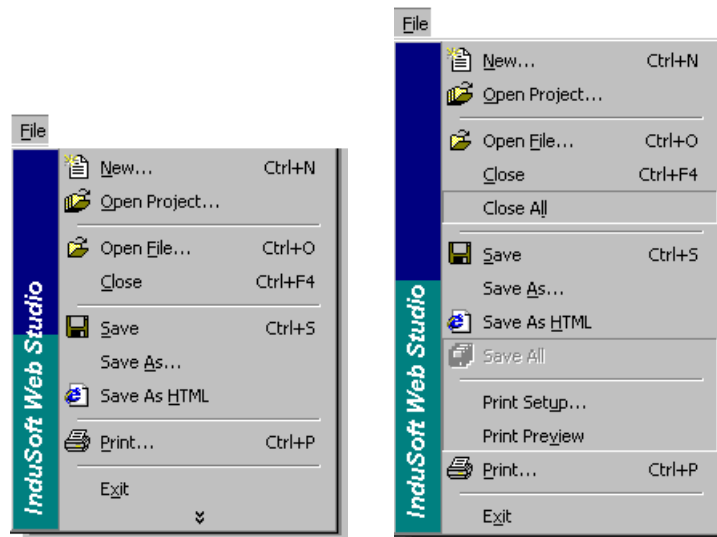 File
New... Ctrl+N
Open Project...
Open File... Ctrl+O
Close Ctrl+F4
Save Ctrl+S
Save As...
Save As HTML
Print... Ctrl+P
Exit
InduSoft Web Studio
File
New... Ctrl+N
Open Project...
Open File... Ctrl+O
Close Ctrl+F4
Close All
Save Ctrl+S
Save As...
Save As HTML
Save All
Print Setup...
Print Preview
Print... Ctrl+P
Exit
InduSoft Web Studio